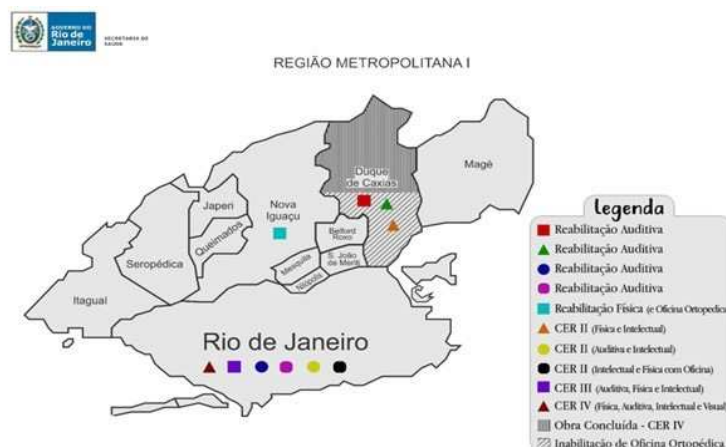 GOVERNO DO
Rio de
Janeiro
SECRETARIA DE
SAÚDE
REGIÃO METROPOLITANA I
Magé
Duque
de Caxias
Japeri
Nova
Iguaçu
Queimados
Belford
Roxo
Seropédica
Mesquita
S. João
de Meriti
Nilópolis
Itaguaí
Rio de Janeiro
Legenda
Reabilitação Auditiva
Reabilitação Auditiva
Reabilitação Auditiva
Reabilitação Auditiva
Reabilitação Física (e Oficina Ortopedica
CER II (Física e Intelectual)
CER II (Auditiva e Intelectual)
CER II (Intelectual e Física com Oficina)
CER III (Auditiva, Física e Intelectual)
CER IV (Física, Auditiva, Intelectual e Visual)
Obra Concluída - CER IV
Inabilitação de Oficina Ortopédica